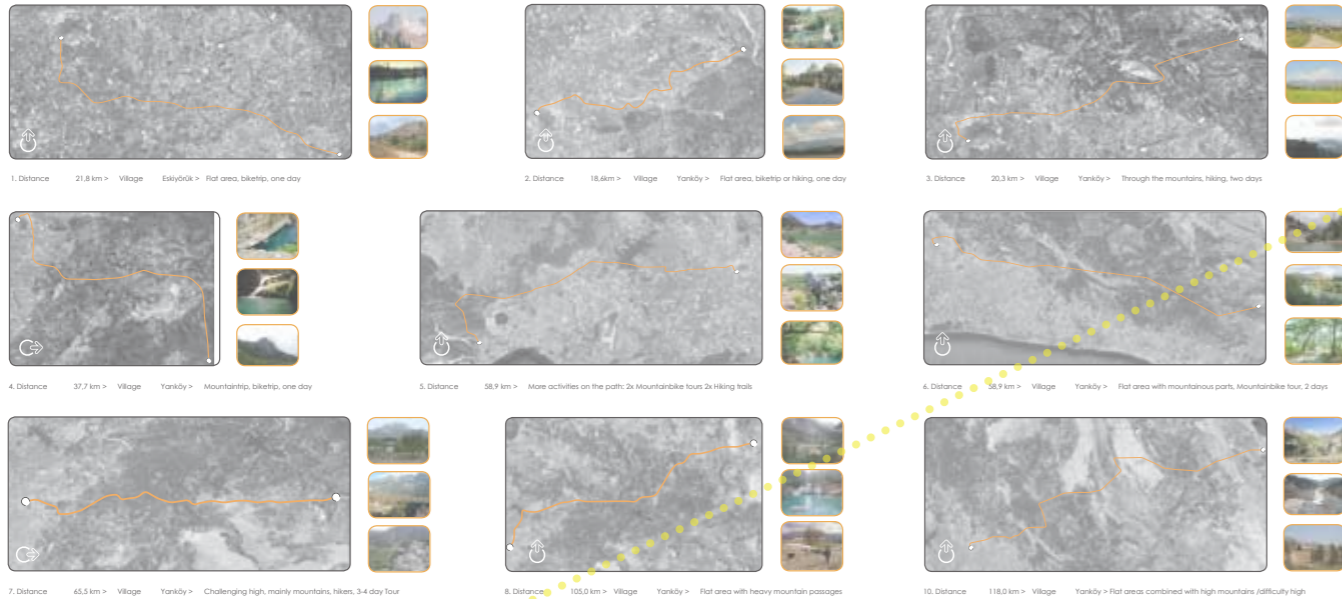 1. Distance 21,8 km > Village Eskiyörük > Flat area, biketrip, one day
2. Distance 18,6km > Village Yanköy > Flat area, biketrip or hiking, one day
3. Distance 20,3 km > Village Yanköy > Through the mountains, hiking, two days
4. Distance 37,7 km > Village Yanköy > Mountaintrip, biketrip, one day
5. Distance 58,9 km > More activities on the path: 2x Mountainbike tours 2x Hiking trails
6. Distance 58,9 km > Village Yanköy > Flat area with mountainous parts, Mountainbike tour, 2 days
7. Distance 65,5 km > Village Yanköy > Challenging high, mainly mountains, hikers, 3-4 day Tour
8. Distance 105,0 km > Village Yanköy > Flat area with heavy mountain passages
10. Distance 118,0 km > Village Yanköy > Flat areas combined with high mountains /difficulty high